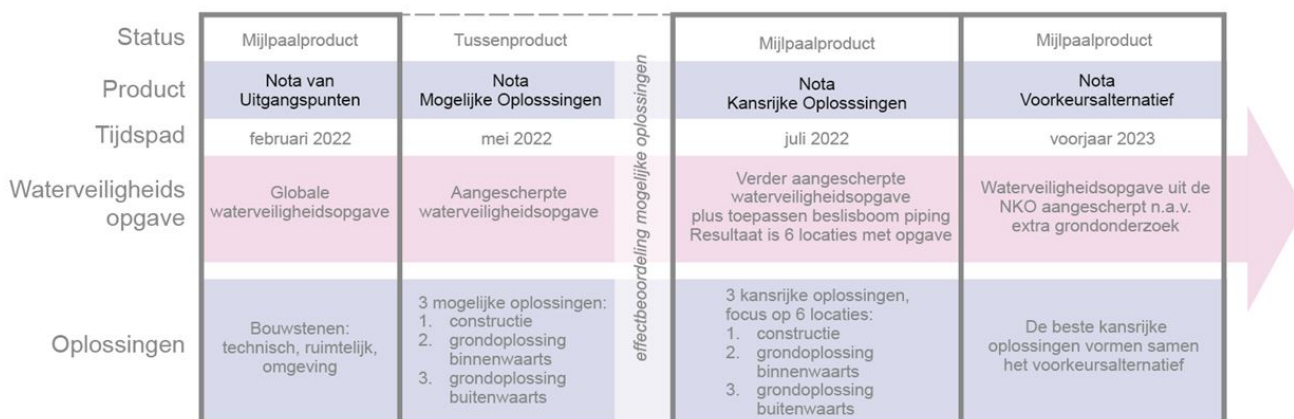 Status
Mijlpaalproduct
Tussenproduct
Mijlpaalproduct
Mijlpaalproduct
Product
Nota van
Uitgangspunten
Nota
Mogelijke Oplosssingen
Nota
Kansrijke Oplosssingen
Nota
Voorkeursalternatief
Tijdspad
februari 2022
mei 2022
juli 2022
voorjaar 2023
Waterveiligheids
opgave
Globale
waterveiligheidsopgave
Aangescherpte
waterveiligheidsopgave
effectbeoordeling mogelijke oplossingen
Verder aangescherpte
waterveiligheidsopgave
plus toepassen beslisboom piping
Resultaat is 6 locaties met opgave
Waterveiligheidsopgave uit de
NKO aangescherpt n.a.v.
extra grondonderzoek
Oplossingen
Bouwstenen:
technisch, ruimtelijk,
omgeving
3 mogelijke oplossingen:
1. constructie
2. grondoplossing
binnenwaarts
3. grondoplossing
buitenwaarts
3 kansrijke oplossingen,
focus op 6 locaties:
1. constructie
2. grondoplossing
binnenwaarts
3. grondoplossing
buitenwaarts
De beste kansrijke
oplossingen vormen samen
het voorkeursalternatief